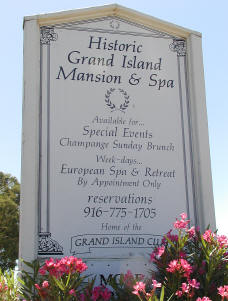 Historic
Grand Island
Mansion & Spa
Available for...
Special Events
Champange Sunday Brunch
Week-days...
European Spa & Retreat
By Appointment Only
reservations
916-775-1705
Home of the
GRAND ISLAND